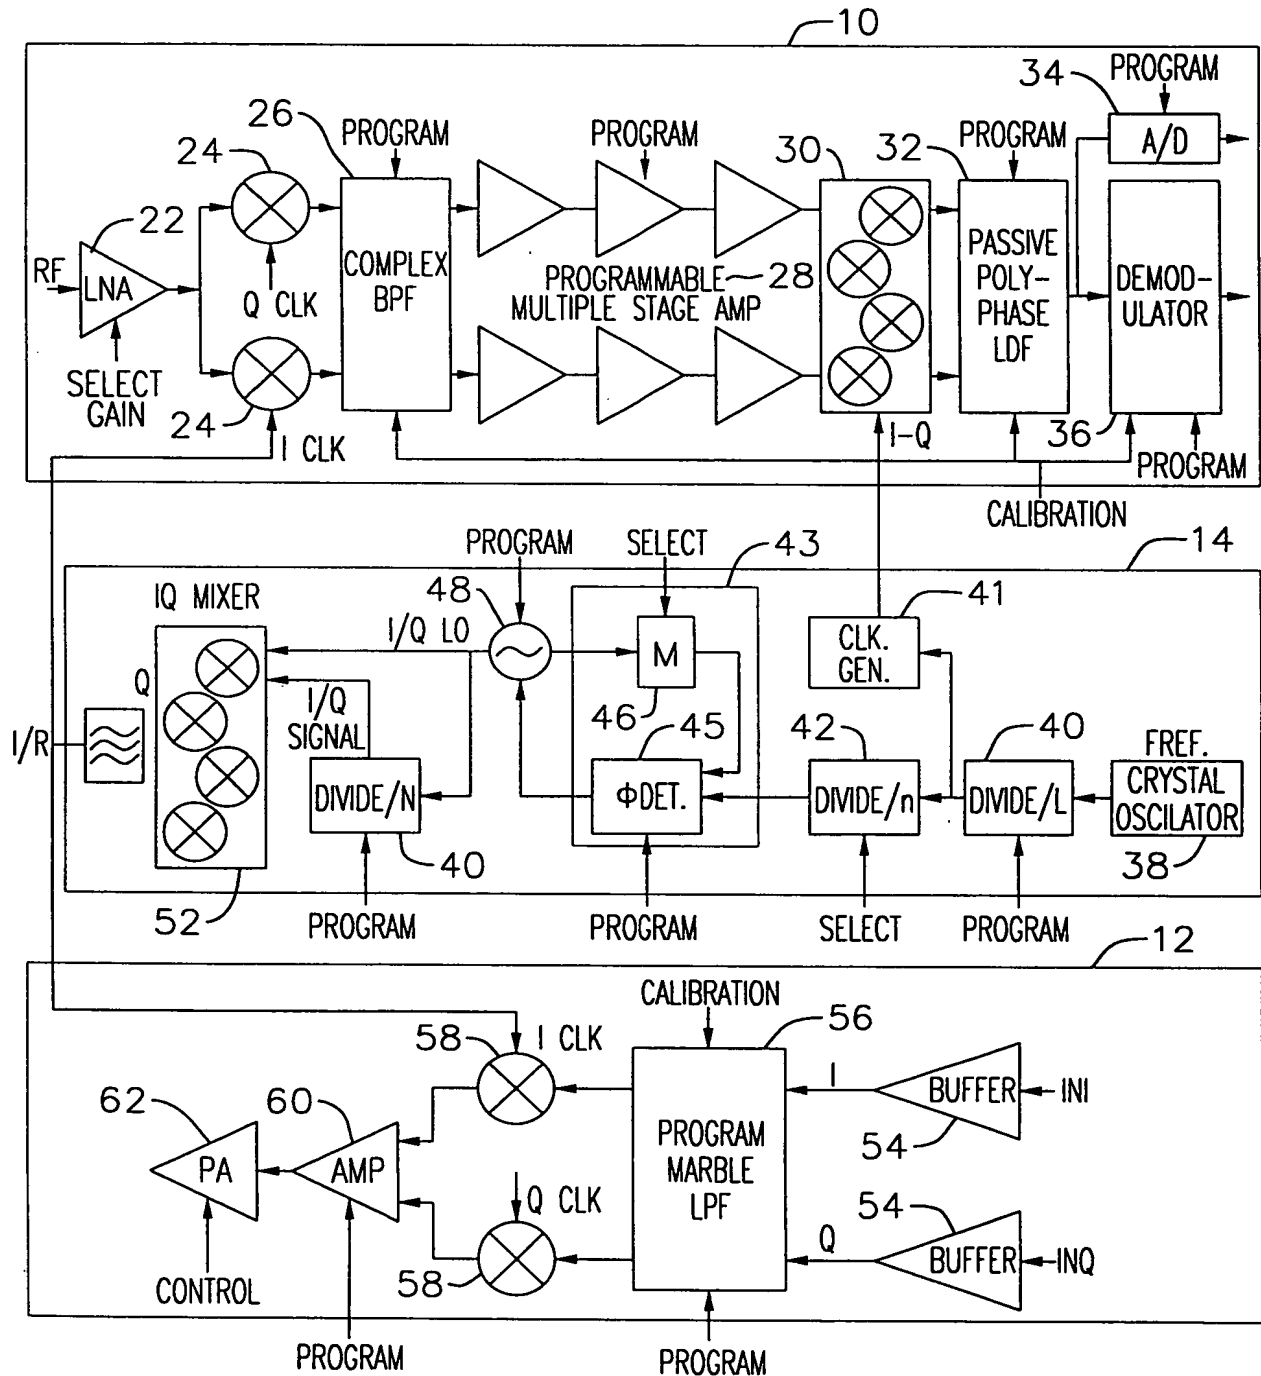 10
34
PROGRAM
A/D
26
PROGRAM
PROGRAM
30
32
PROGRAM
24
22
RF
LNA
Q CLK
COMPLEX
BPF
PROGRAMMABLE
28
MULTIPLE STAGE AMP
PASSIVE
POLY-
PHASE
LDF
DEMOD-
ULATOR
SELECT
GAIN
24
I CLK
I-Q
36
PROGRAM
CALIBRATION
PROGRAM
SELECT
43
14
IQ MIXER
48
41
I/Q LO
M
CLK.
GEN.
Q
46
I/R
I/Q
SIGNAL
45
42
40
FREF.
DIVIDE/N
ΦDET.
DIVIDE/n
DIVIDE/L
CRYSTAL
OSCILATOR
40
38
52
PROGRAM
PROGRAM
SELECT
PROGRAM
12
CALIBRATION
58
I CLK
56
62
60
I
BUFFER
INI
PA
AMP
PROGRAM
MARBLE
LPF
54
Q CLK
54
Q
BUFFER
INQ
58
CONTROL
PROGRAM
PROGRAM